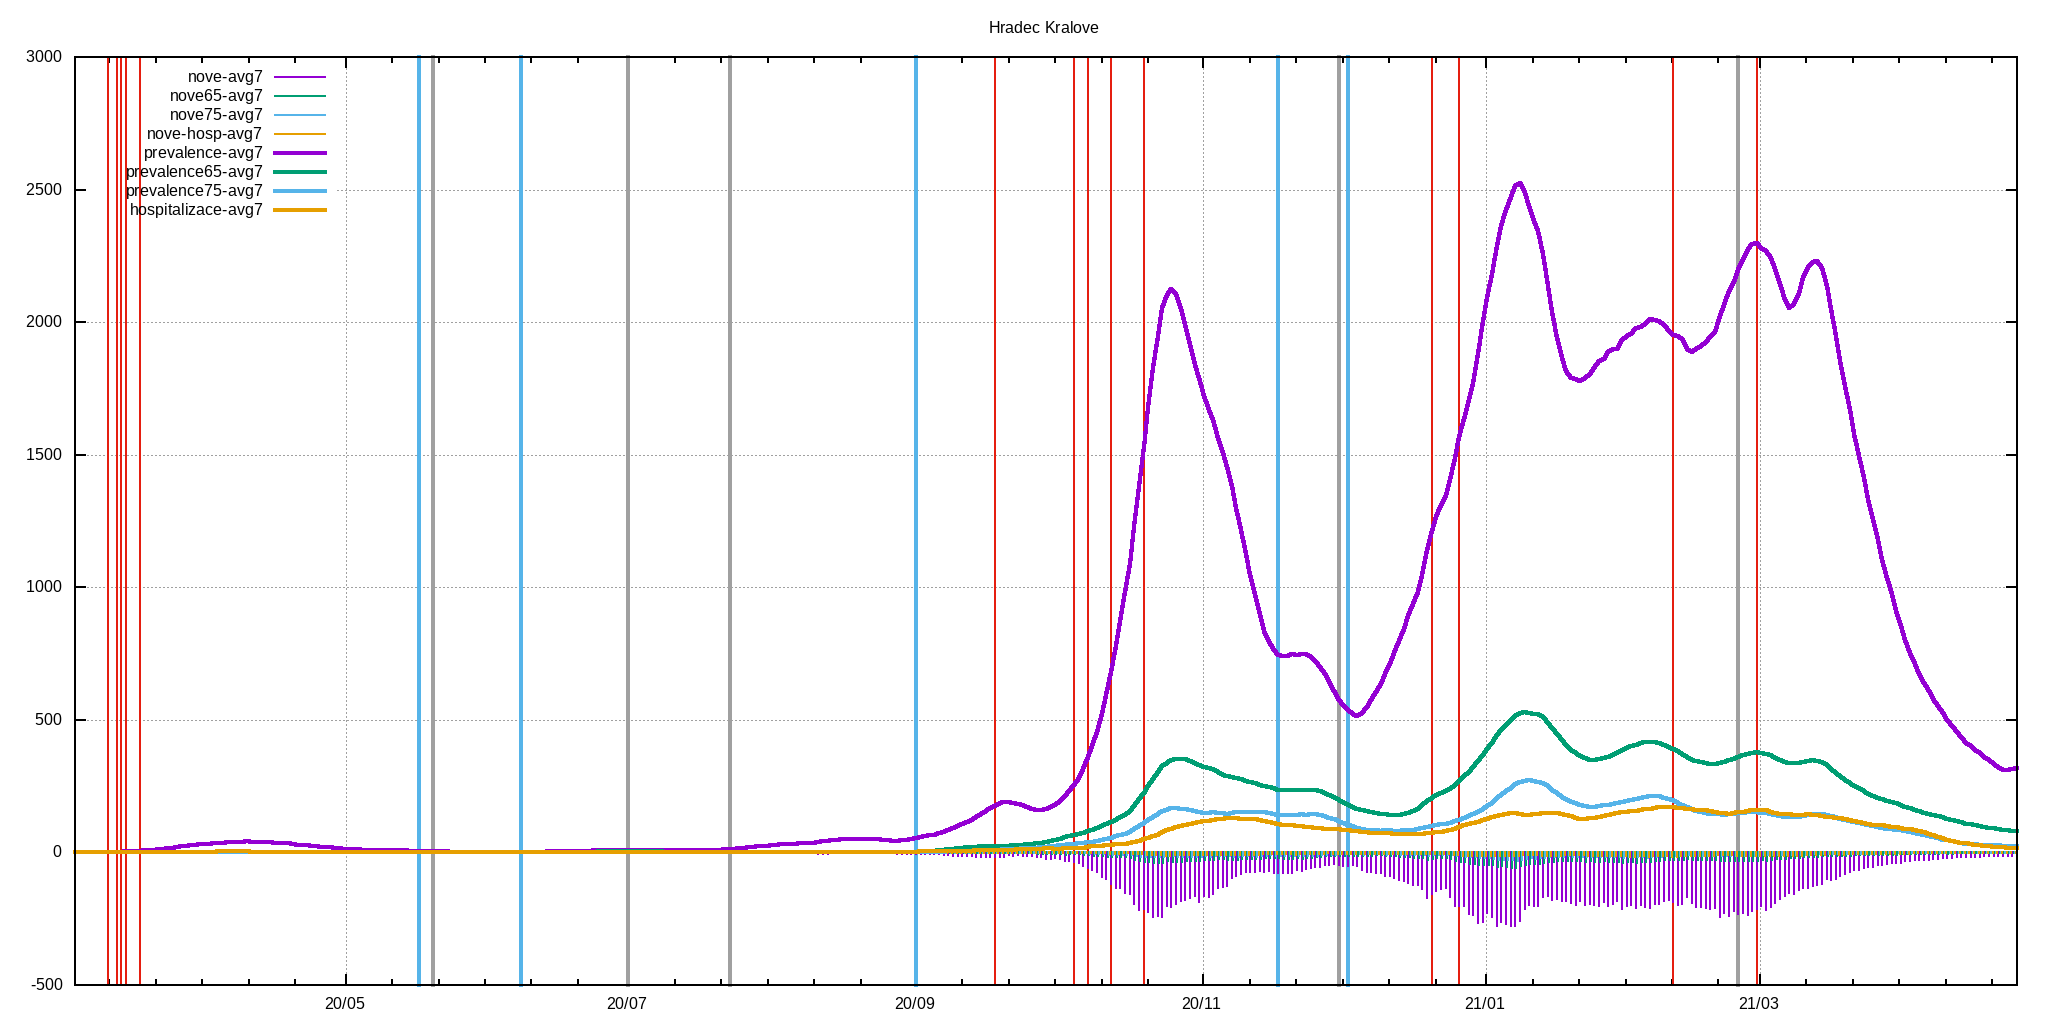 Hradec Kralove
3000
2500
2000
1500
1000
500
0
-500
nove-avg7
nove65-avg7
nove75-avg7
nove-hosp-avg7
prevalence-avg7
prevalence65-avg7
prevalence75-avg7
hospitalizace-avg7
20/05
20/07
20/09
20/11
21/01
21/03